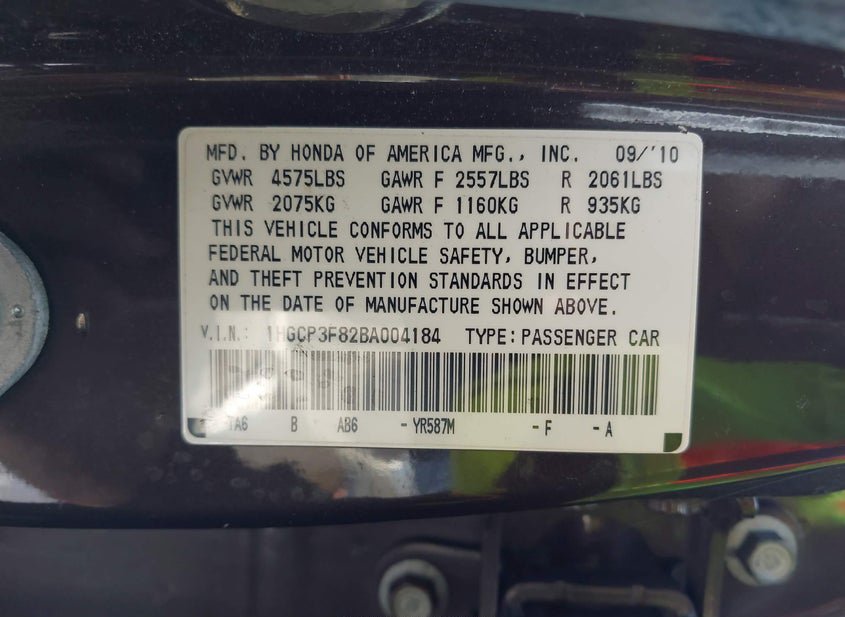 MFD. BY HONDA OF AMERICA MFG., INC. 09/'10
GVWR 4575LBS GAWR F 2557LBS R 2061LBS
GVWR 2075KG GAWR F 1160KG R 935KG
THIS VEHICLE CONFORMS TO ALL APPLICABLE
FEDERAL MOTOR VEHICLE SAFETY, BUMPER,
AND THEFT PREVENTION STANDARDS IN EFFECT
ON THE DATE OF MANUFACTURE SHOWN ABOVE.
V.I.N.: 1HGCP3F82BA004184 TYPE: PASSENGER CAR
B AB6 - YR587M - F - A